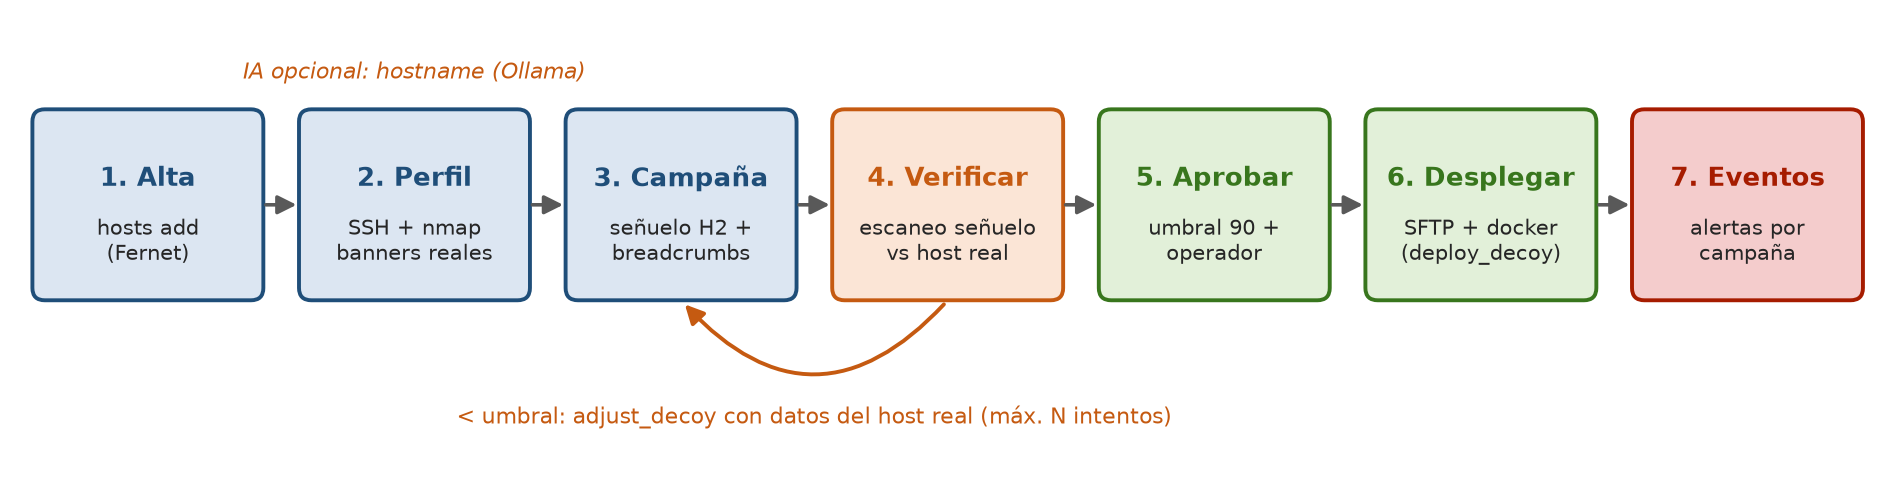 IA opcional: hostname (Ollama)
1. Alta
hosts add
(Fernet)
2. Perfil
SSH + nmap
banners reales
3. Campaña
señuelo H2 +
breadcrumbs
4. Verificar
escaneo señuelo
vs host real
5. Aprobar
umbral 90 +
operador
6. Desplegar
SFTP + docker
(deploy_decoy)
7. Eventos
alertas por
campaña
< umbral: adjust_decoy con datos del host real (máx. N intentos)